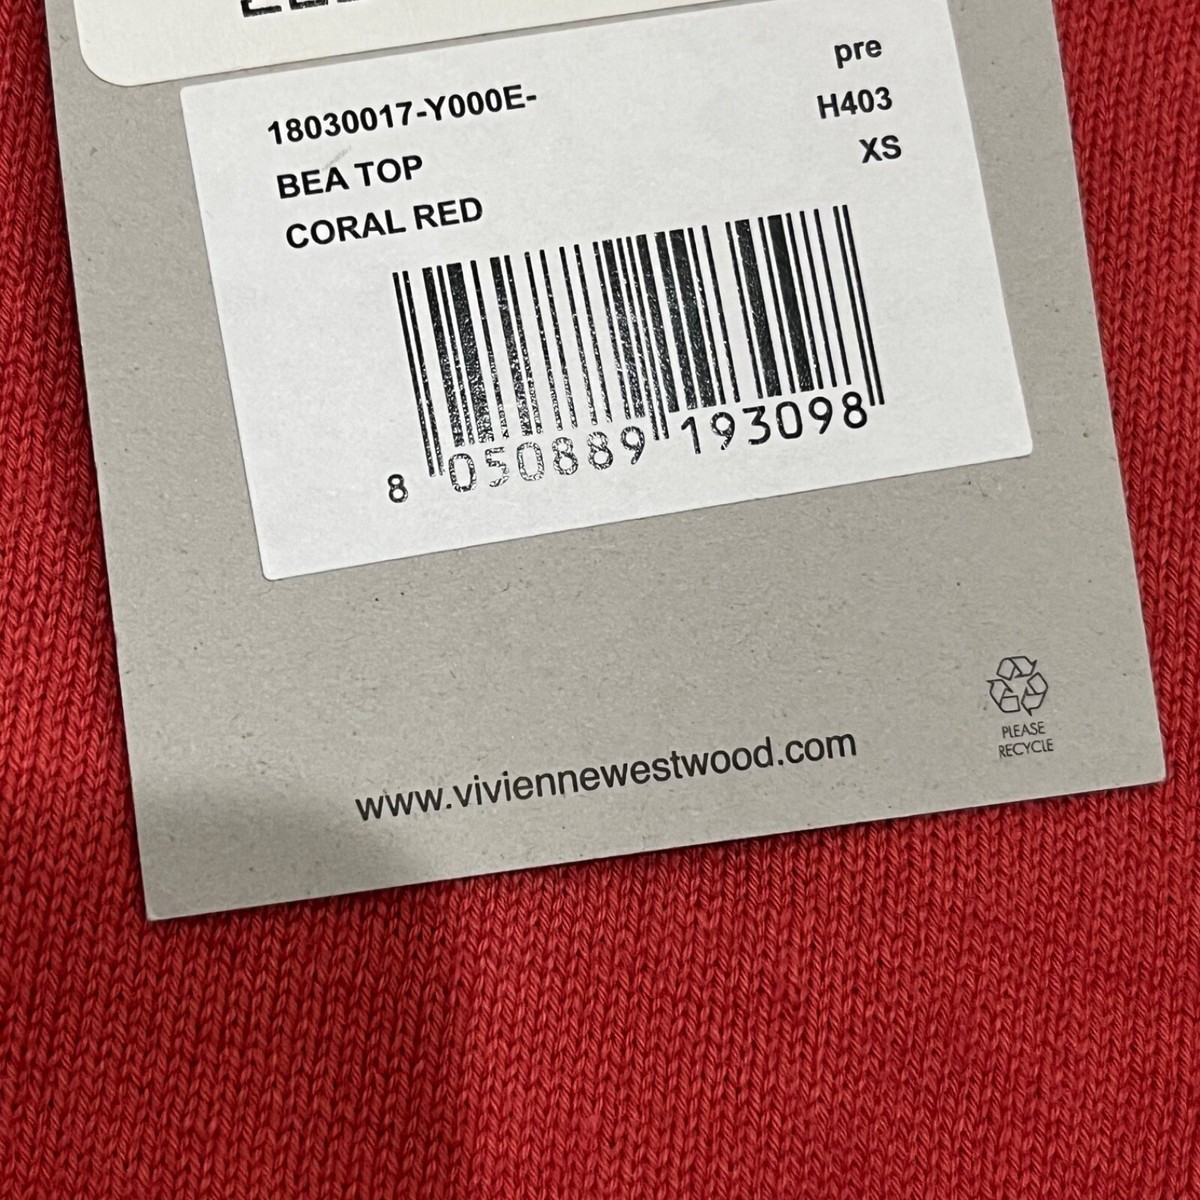 18030017-Y000E-
pre
BEA TOP
H403
CORAL RED
XS
8 050889 193098
www.viviennewestwood.com
PLEASE
RECYCLE